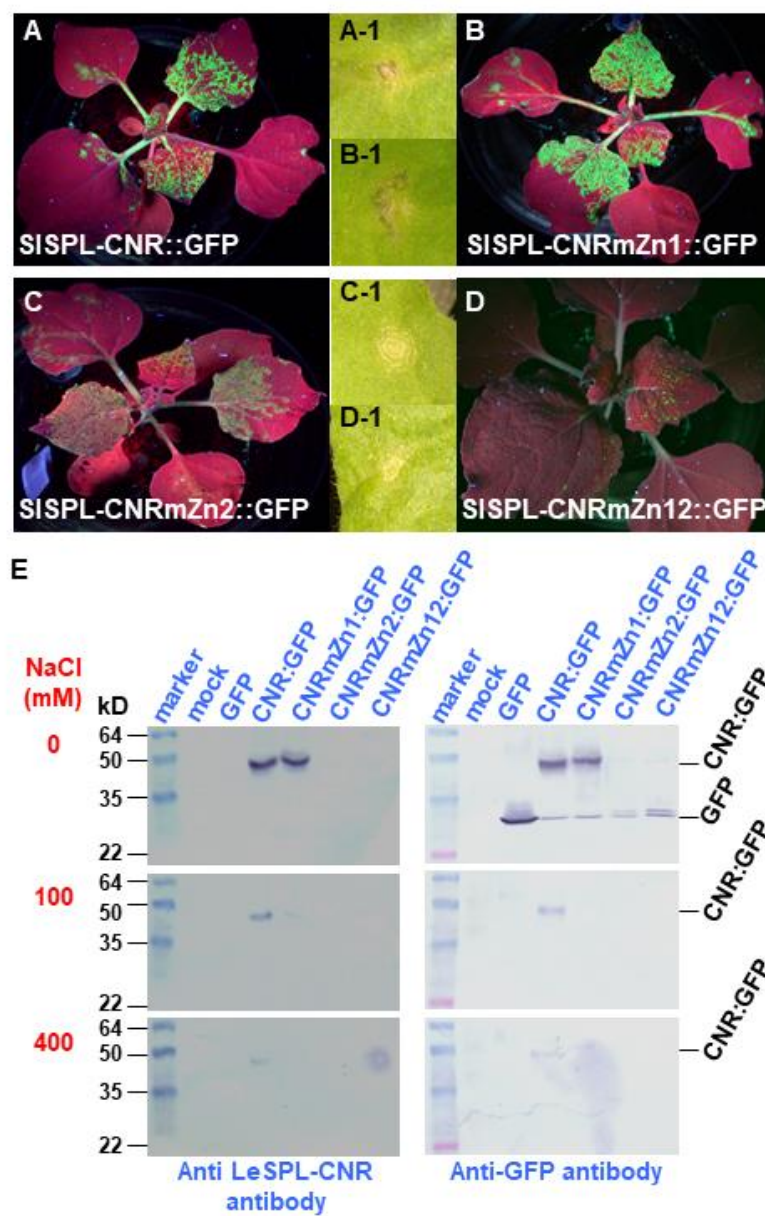 A
A-1
B
B-1
SlSPL-CNR::GFP
SlSPL-CNRmZn1::GFP
C
C-1
D
D-1
SlSPL-CNRmZn2::GFP
SlSPL-CNRmZn12::GFP
E
NaCl
(mM)
kD
marker
mock
GFP
CNR:GFP
CNRmZn1:GFP
CNRmZn2:GFP
CNRmZn12:GFP
marker
mock
GFP
CNR:GFP
CNRmZn1:GFP
CNRmZn2:GFP
CNRmZn12:GFP
0
64
50
35
22
CNR:GFP
GFP
100
64
50
35
22
CNR:GFP
400
64
50
35
22
CNR:GFP
Anti LeSPL-CNR
antibody
Anti-GFP antibody